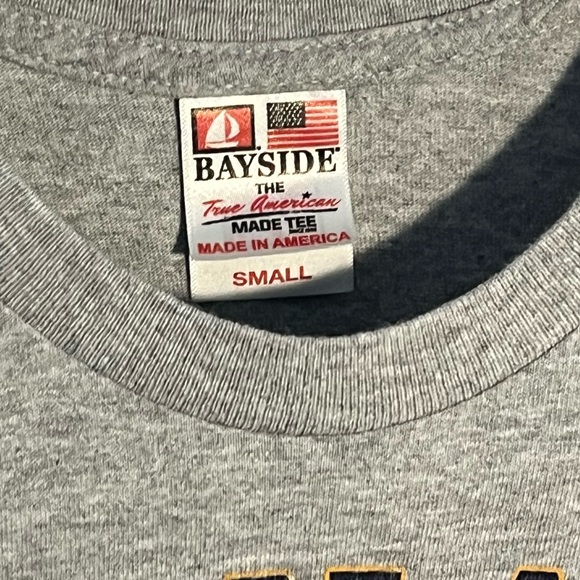 BAYSIDE
THE
True American
MADE TEE
MADE IN AMERICA
SMALL